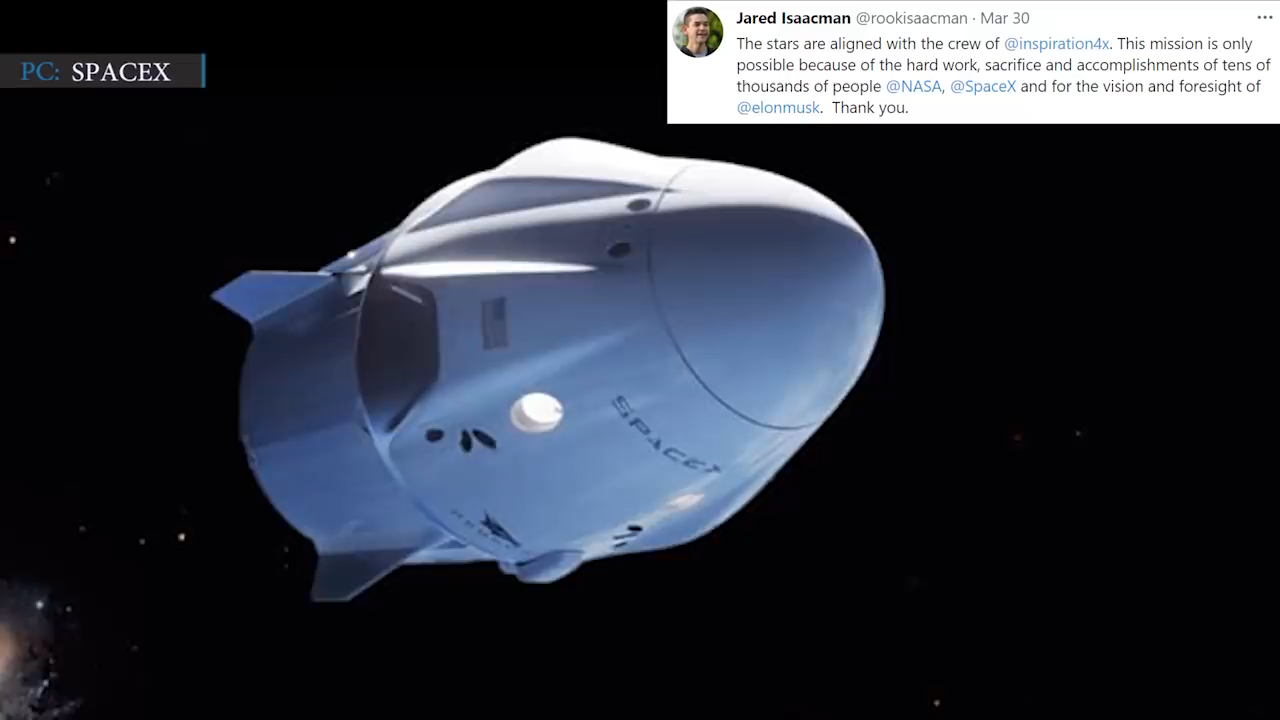 PC: SPACEX
Jared Isaacman @rookisaacman · Mar 30 ···
The stars are aligned with the crew of @inspiration4x. This mission is only
possible because of the hard work, sacrifice and accomplishments of tens of
thousands of people @NASA, @SpaceX and for the vision and foresight of
@elonmusk. Thank you.
SPACEX